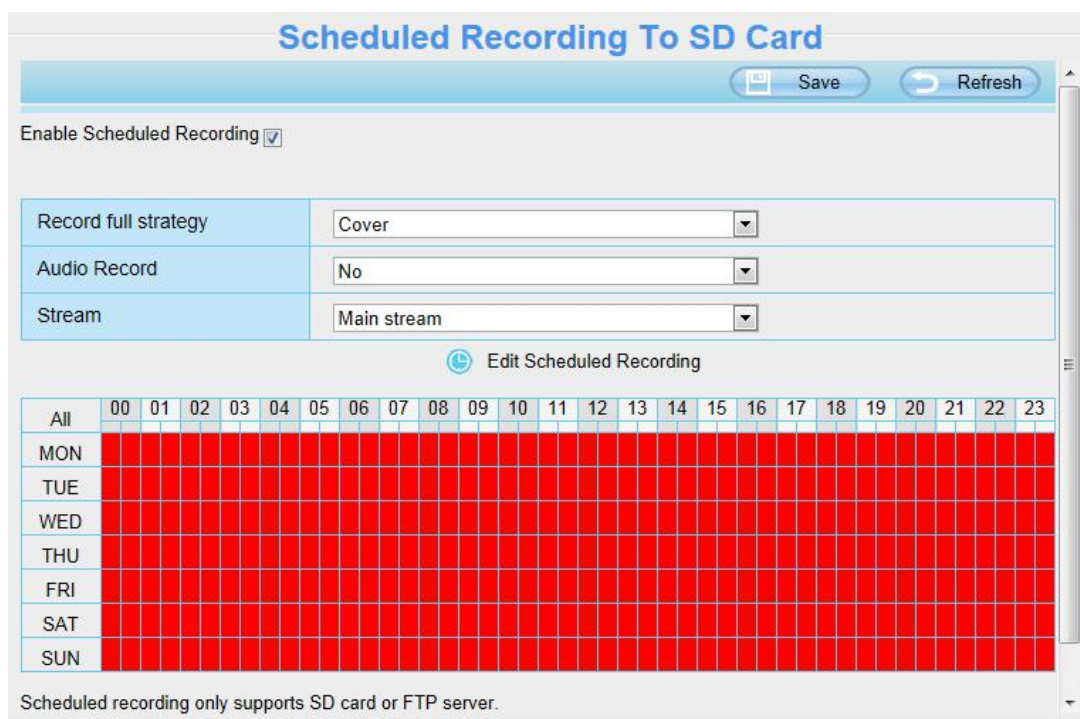 Scheduled Recording To SD Card
Save Refresh
Enable Scheduled Recording
Record full strategy Cover
Audio Record No
Stream Main stream
Edit Scheduled Recording
All 00 01 02 03 04 05 06 07 08 09 10 11 12 13 14 15 16 17 18 19 20 21 22 23
MON
TUE
WED
THU
FRI
SAT
SUN
Scheduled recording only supports SD card or FTP server.